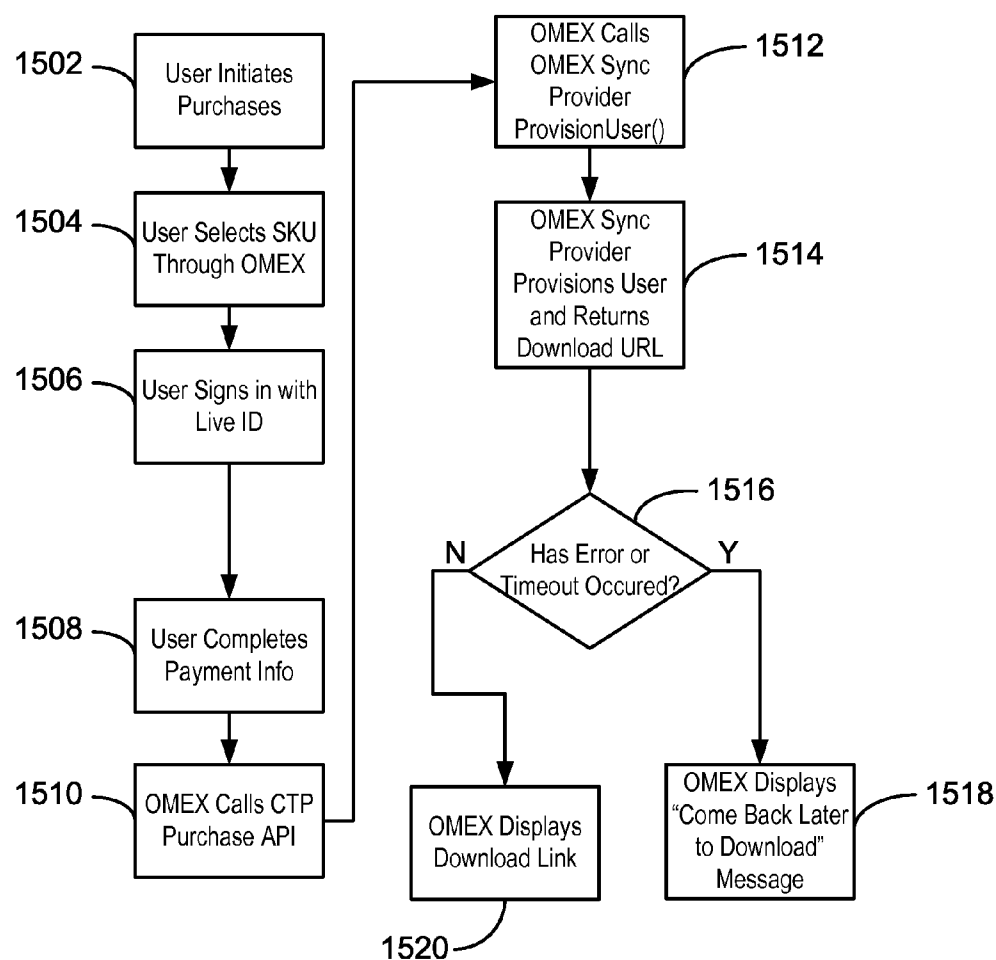 1502
User Initiates
Purchases
1504
User Selects SKU
Through OMEX
1506
User Signs in with
Live ID
1508
User Completes
Payment Info
1510
OMEX Calls CTP
Purchase API
OMEX Calls
OMEX Sync
Provider
ProvisionUser()
1512
OMEX Sync
Provider
Provisions User
and Returns
Download URL
1514
1516
N
Has Error or
Timeout Occured?
Y
OMEX Displays
Download Link
1520
OMEX Displays
“Come Back Later
to Download”
Message
1518